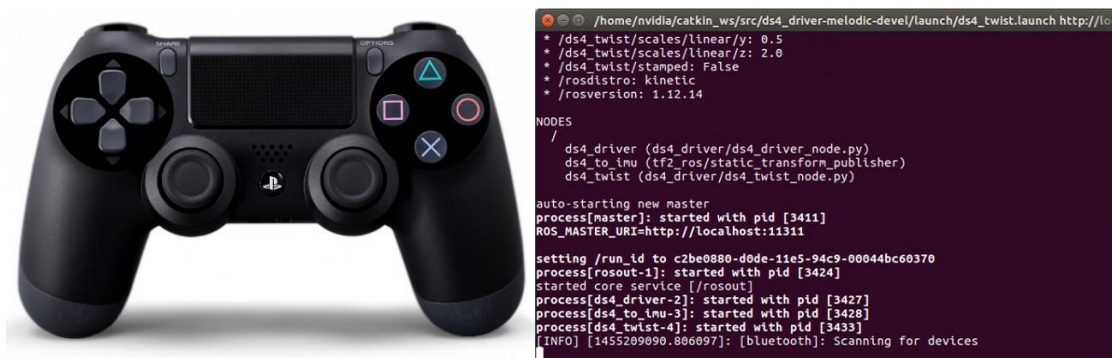 SHARE
OPTIONS
/home/nvidia/catkin_ws/src/ds4_driver-melodic-devel/launch/ds4_twist.launch http://lo
* /ds4_twist/scales/linear/y: 0.5
* /ds4_twist/scales/linear/z: 2.0
* /ds4_twist/stamped: False
* /rosdistro: kinetic
* /rosversion: 1.12.14
NODES
/
ds4_driver (ds4_driver/ds4_driver_node.py)
ds4_to_imu (tf2_ros/static_transform_publisher)
ds4_twist (ds4_driver/ds4_twist_node.py)
auto-starting new master
process[master]: started with pid [3411]
ROS_MASTER_URI=http://localhost:11311
setting /run_id to c2be0880-d0de-11e5-94c9-00044bc60370
process[rosout-1]: started with pid [3424]
started core service [/rosout]
process[ds4_driver-2]: started with pid [3427]
process[ds4_to_imu-3]: started with pid [3428]
process[ds4_twist-4]: started with pid [3433]
[INFO] [1455209090.806097]: [bluetooth]: Scanning for devices